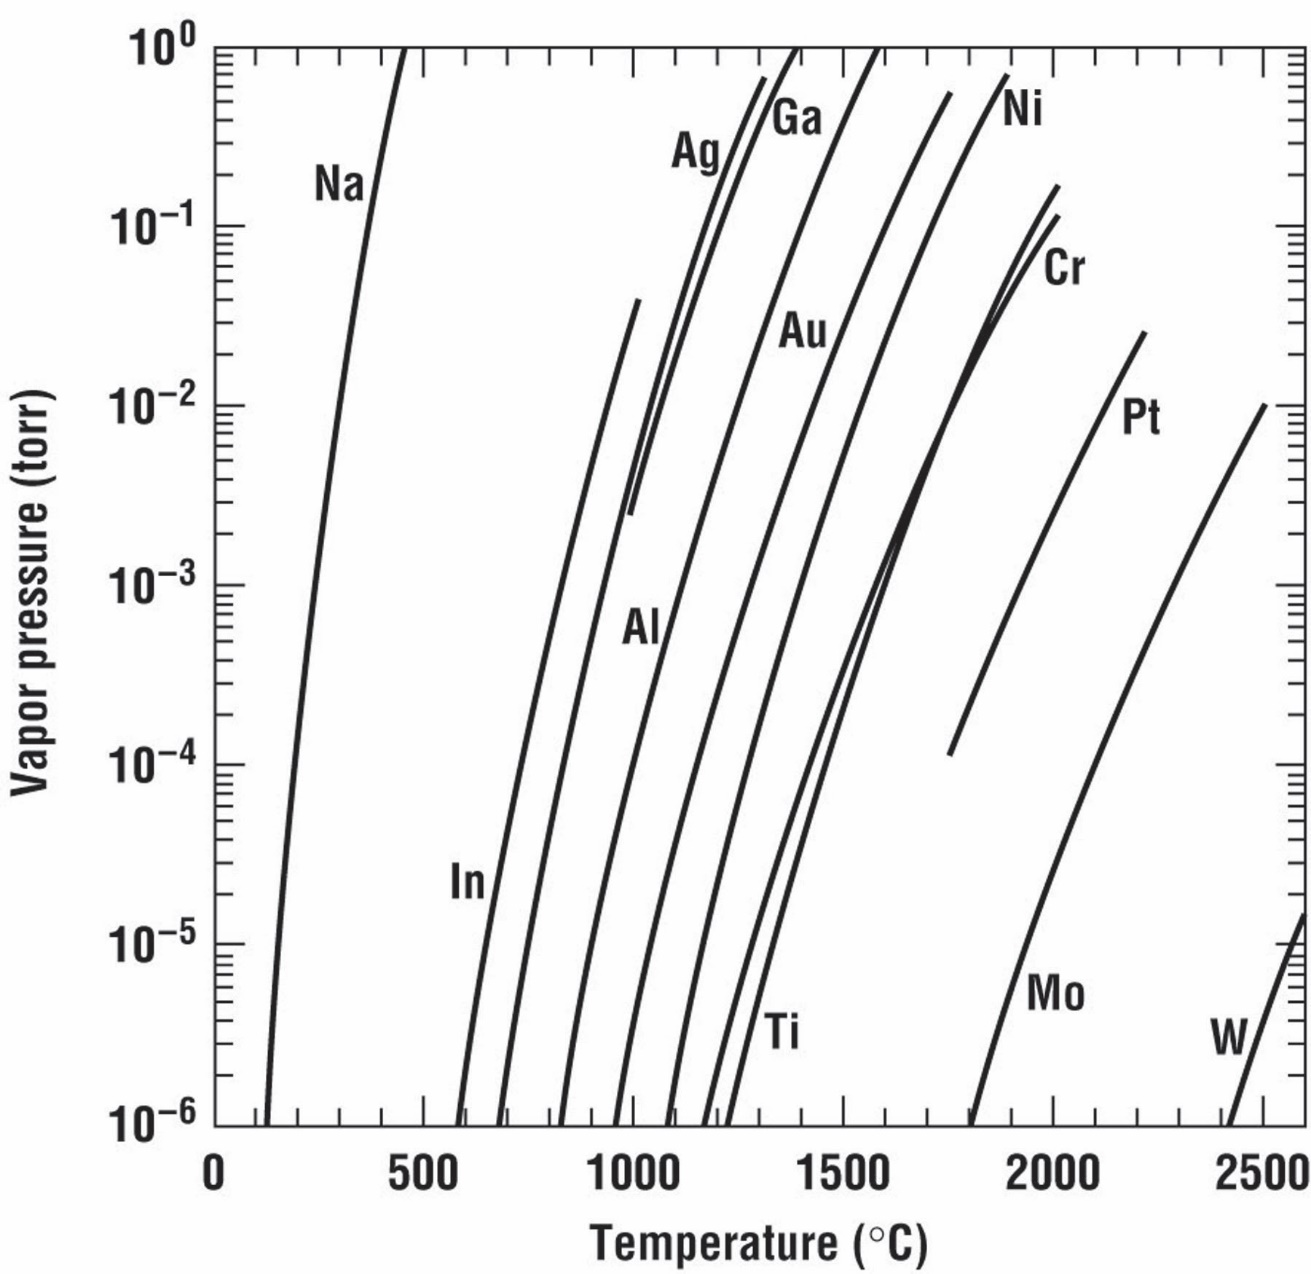 10⁰
Ni
Ga
Ag
Na
10⁻¹
Cr
Au
10⁻²
Pt
Vapor pressure (torr)
10⁻³
Al
10⁻⁴
In
10⁻⁵
Mo
Ti
W
10⁻⁶
0 500 1000 1500 2000 2500
Temperature (°C)